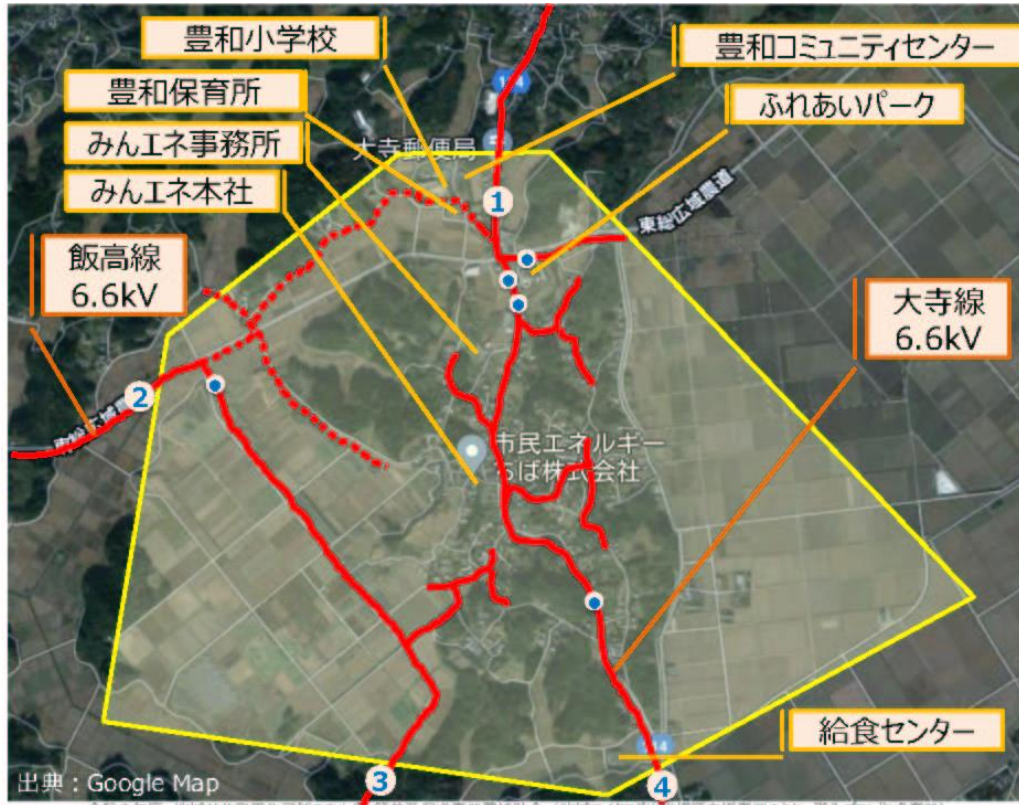 豊和小学校
豊和コミュニティセンター
豊和保育所
ふれあいパーク
みんエネ事務所
大寺郵便局
みんエネ本社
1
東総広域農道
飯高線
6.6kV
大寺線
6.6kV
2
市民エネルギー
ちば株式会社
給食センター
3
4
出典：Google Map